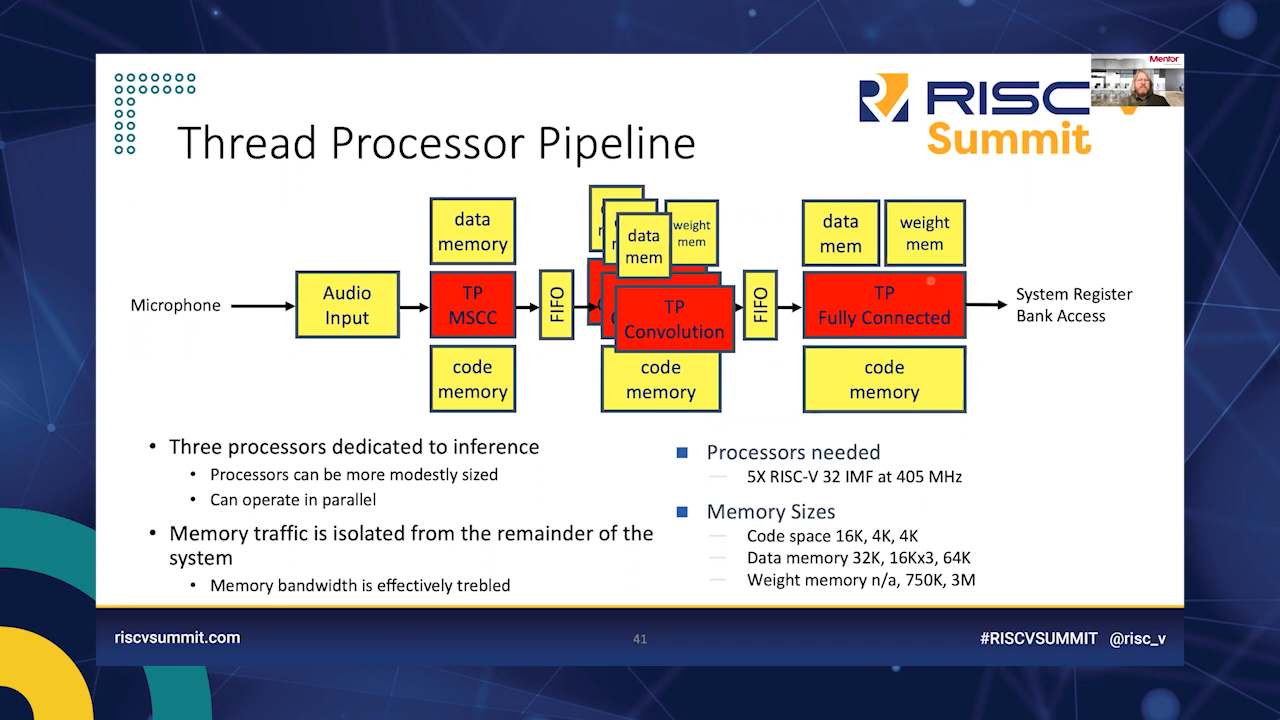 Mentor
RISC
Summit
Thread Processor Pipeline
data
memory
data
mem
weight
mem
data
mem
weight
mem
Microphone
Audio
Input
TP
MSCC
FIFO
TP
Convolution
FIFO
TP
Fully Connected
System Register
Bank Access
code
memory
code
memory
code
memory
• Three processors dedicated to inference
• Processors can be more modestly sized
• Can operate in parallel
• Memory traffic is isolated from the remainder of the
system
• Memory bandwidth is effectively trebled
Processors needed
5X RISC-V 32 IMF at 405 MHz
Memory Sizes
Code space 16K, 4K, 4K
Data memory 32K, 16Kx3, 64K
Weight memory n/a, 750K, 3M
riscvsummit.com
41
#RISCVSUMMIT @risc_v